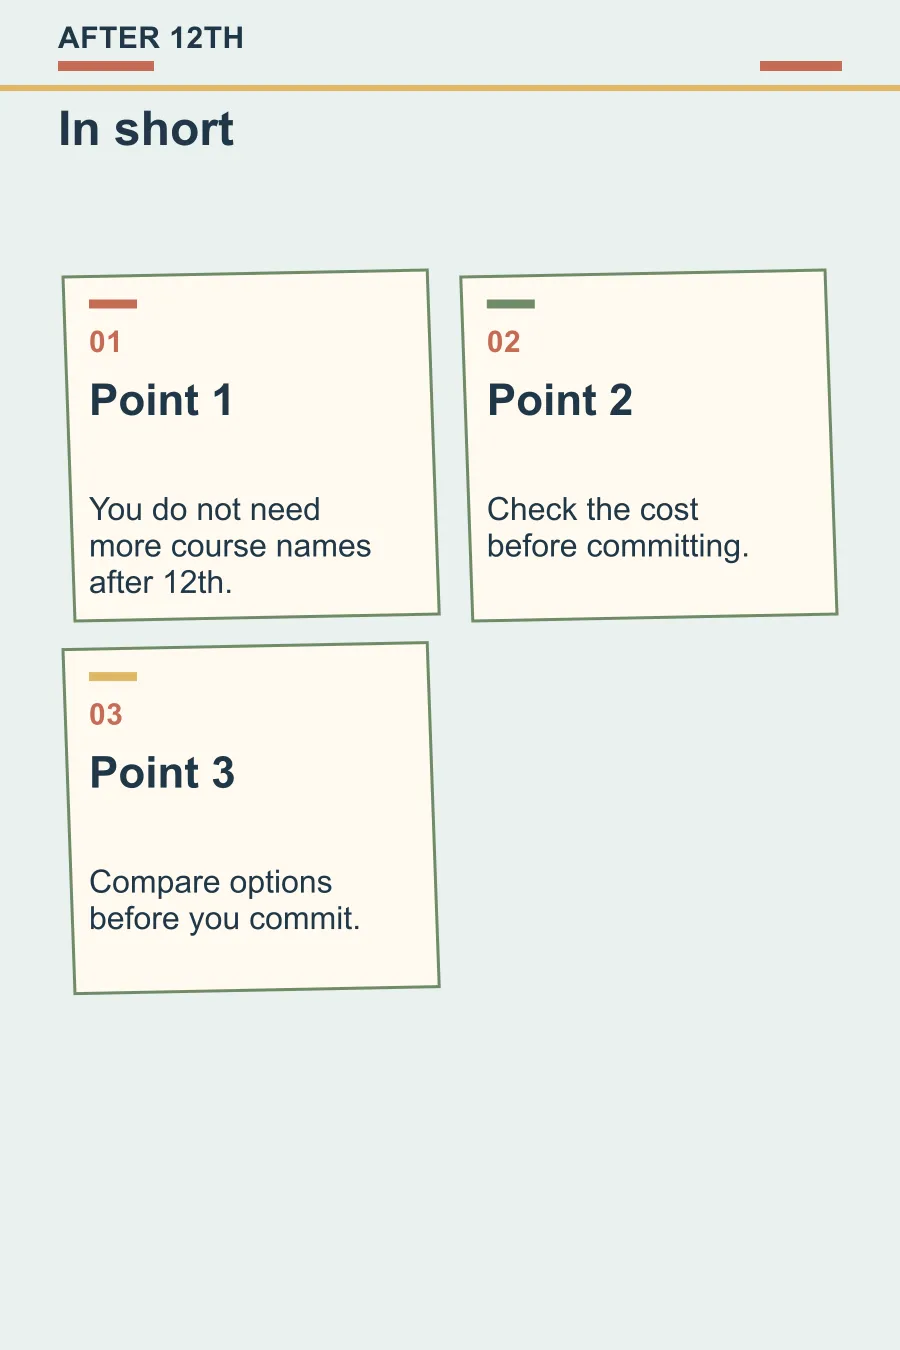 AFTER 12TH
In short
01
Point 1
You do not need
more course names
after 12th.
02
Point 2
Check the cost
before committing.
03
Point 3
Compare options
before you commit.